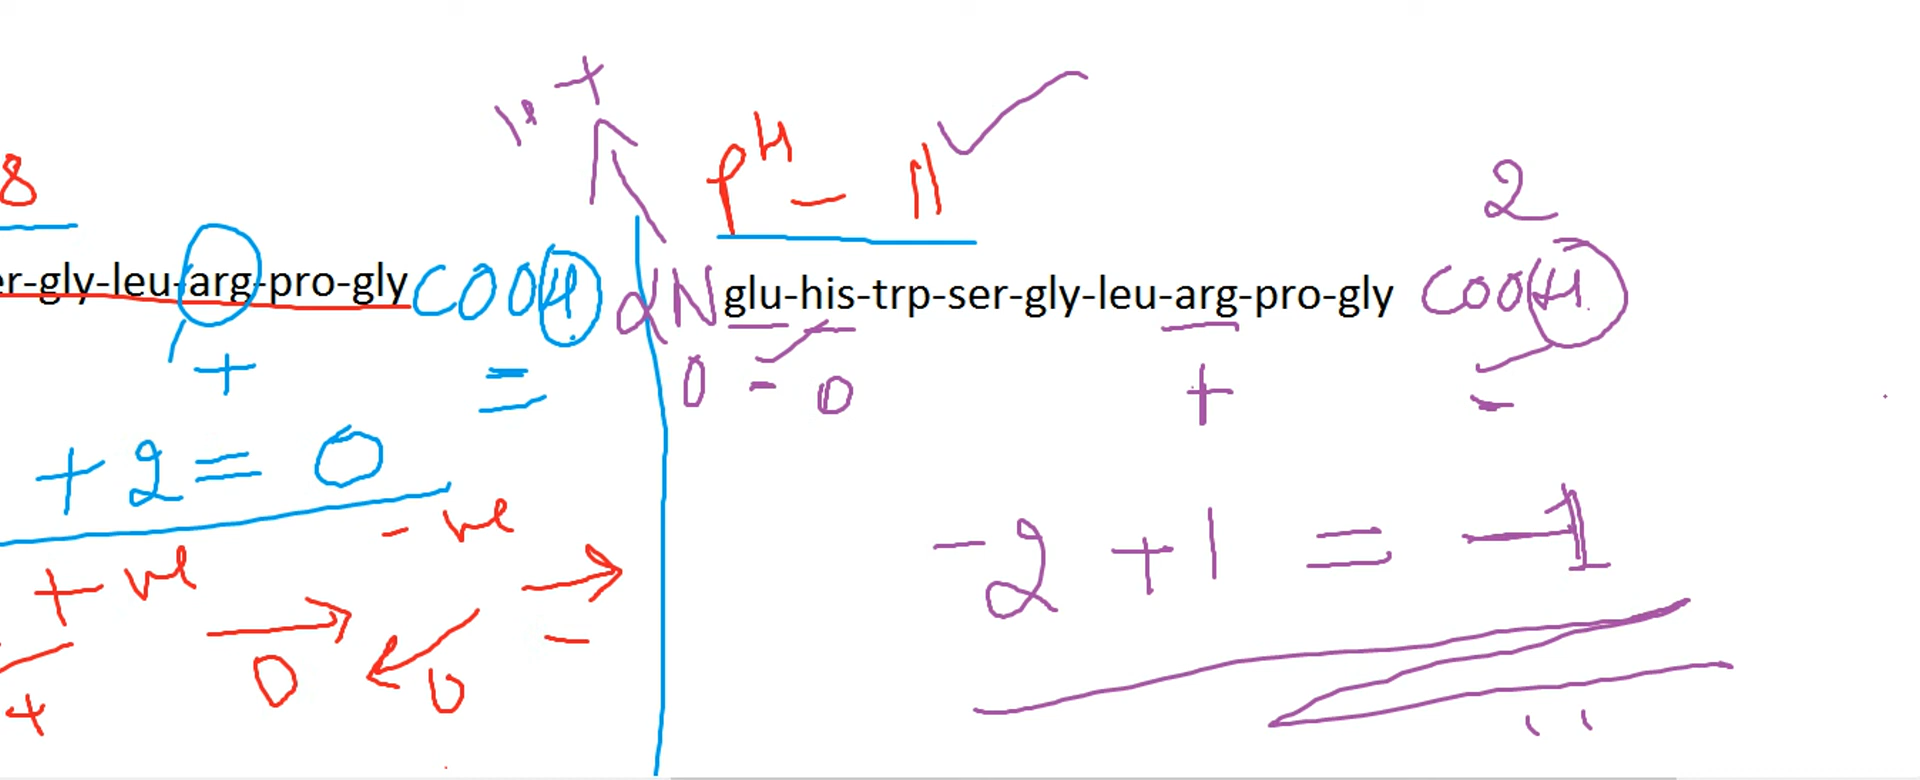 +
8
pH - 11
2
er-gly-leu-arg-pro-gly COOH
αN glu-his-trp-ser-gly-leu-arg-pro-gly COOH
+ =
0 - 0 + -
+ 2 = 0
- ve
-2 + 1 = -1
+ ve
0 0 -
+